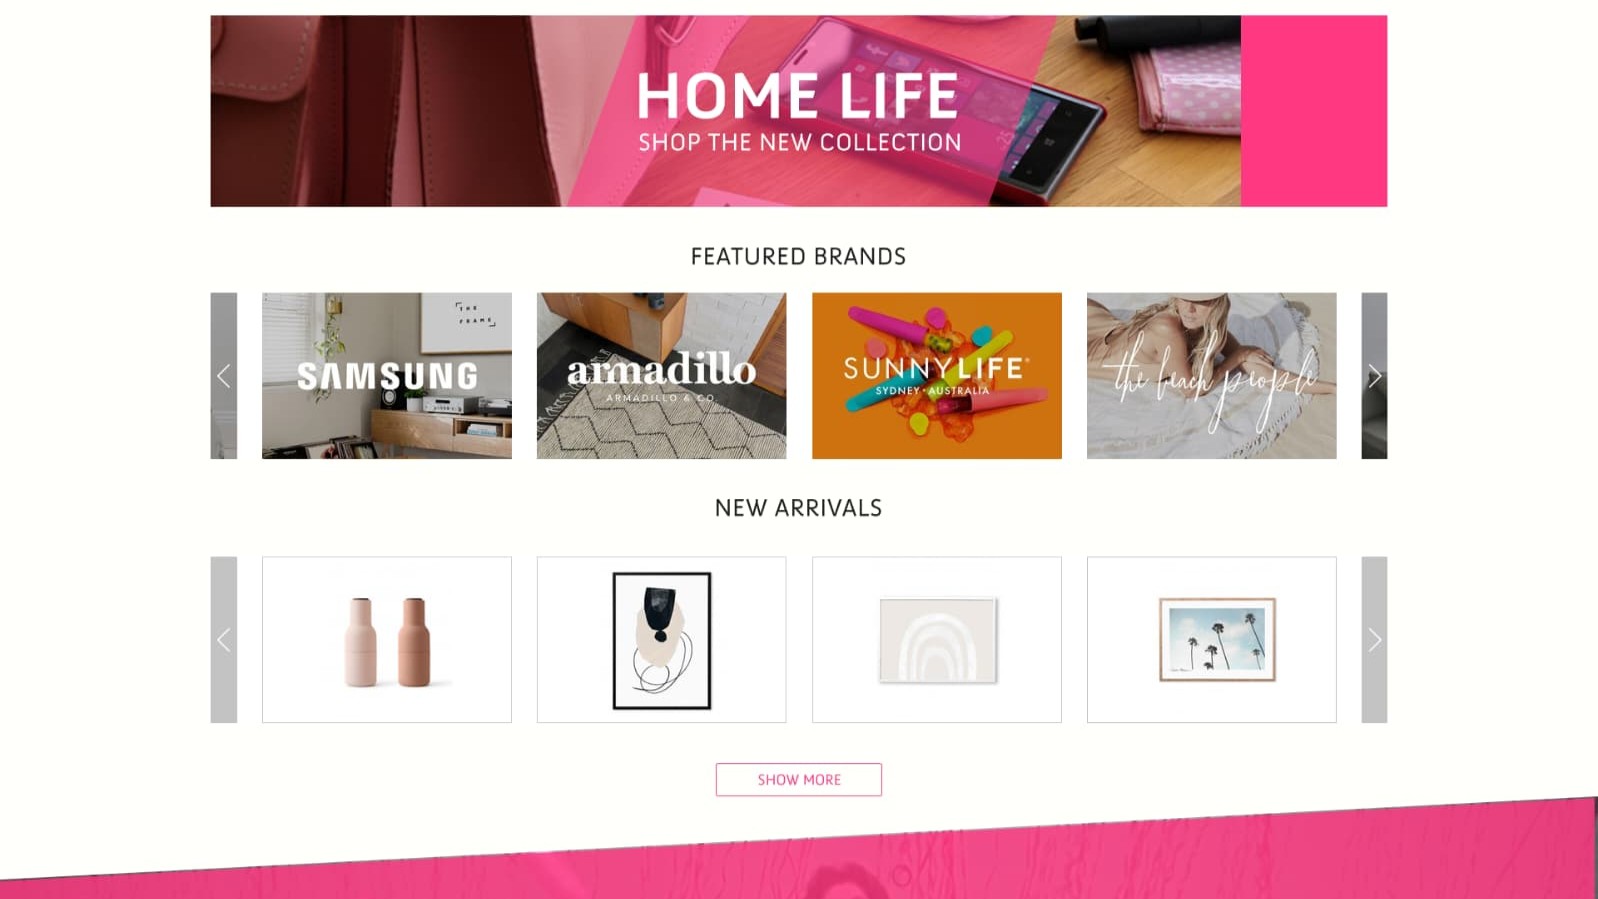 HOME LIFE
SHOP THE NEW COLLECTION
FEATURED BRANDS
THE
FRAME
SAMSUNG
armadillo
ARMADILLO & CO
SUNNYLIFE®
SYDNEY • AUSTRALIA
the beach people
NEW ARRIVALS
SHOW MORE